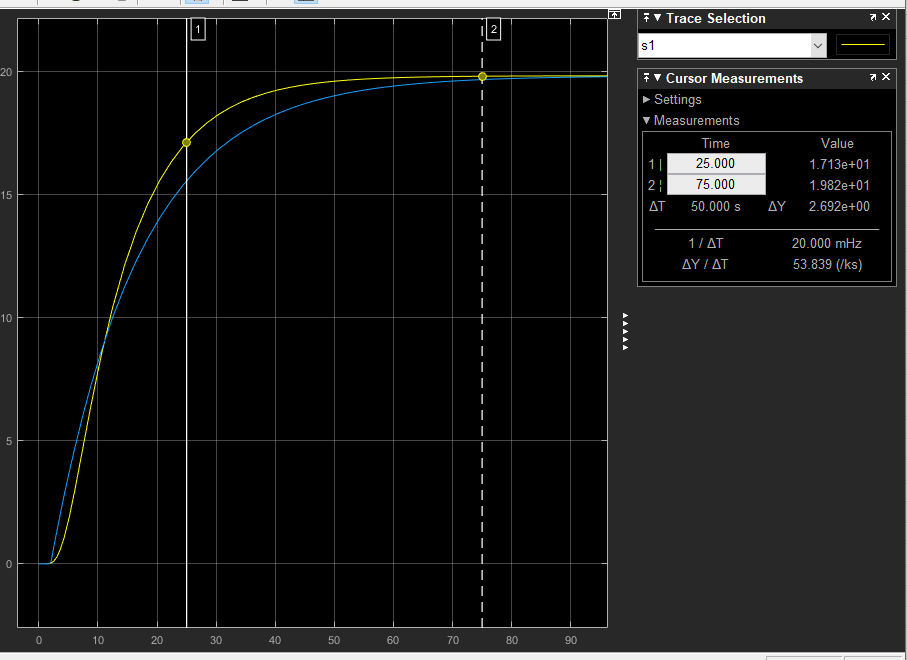 1
2
20
15
10
5
0
0 10 20 30 40 50 60 70 80 90
Trace Selection
s1
Cursor Measurements
Settings
Measurements
Time Value
1 | 25.000 1.713e+01
2 ¦ 75.000 1.982e+01
ΔT 50.000 s ΔY 2.692e+00
1 / ΔT 20.000 mHz
ΔY / ΔT 53.839 (/ks)